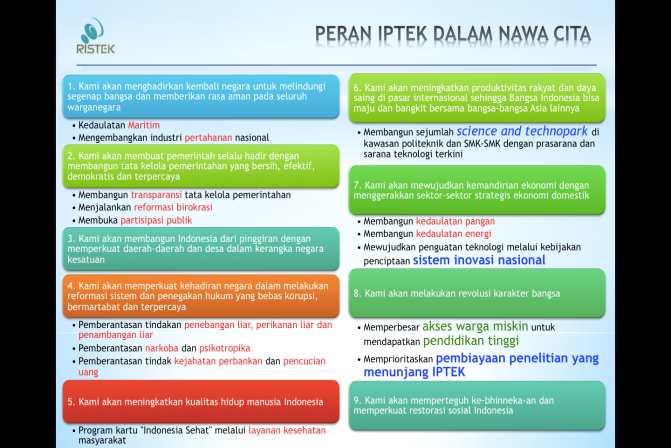 RISTEK
PERAN IPTEK DALAM NAWA CITA
1. Kami akan menghadirkan kembali negara untuk melindungi
segenap bangsa dan memberikan rasa aman pada seluruh
warganegara
• Kedaulatan Maritim
• Mengembangkan industri pertahanan nasional
2. Kami akan membuat pemerintah selalu hadir dengan
membangun tata kelola pemerintahan yang bersih, efektif,
demokratis dan terpercaya
• Membangun transparansi tata kelola pemerintahan
• Menjalankan reformasi birokrasi
• Membuka partisipasi publik
3. Kami akan membangun Indonesia dari pinggiran dengan
memperkuat daerah-daerah dan desa dalam kerangka negara
kesatuan
4. Kami akan memperkuat kehadiran negara dalam melakukan
reformasi sistem dan penegakan hukum yang bebas korupsi,
bermartabat dan terpercaya
• Pemberantasan tindakan penebangan liar, perikanan liar dan
penambangan liar
• Pemberantasan narkoba dan psikotropika
• Pemberantasan tindak kejahatan perbankan dan pencucian
uang
5. Kami akan meningkatkan kualitas hidup manusia Indonesia
• Program kartu "Indonesia Sehat" melalui layanan kesehatan
masyarakat
6. Kami akan meningkatkan produktivitas rakyat dan daya
saing di pasar internasional sehingga Bangsa Indonesia bisa
maju dan bangkit bersama bangsa-bangsa Asia lainnya
• Membangun sejumlah science and technopark di
kawasan politeknik dan SMK-SMK dengan prasarana dan
sarana teknologi terkini
7. Kami akan mewujudkan kemandirian ekonomi dengan
menggerakkan sektor-sektor strategis ekonomi domestik
• Membangun kedaulatan pangan
• Membangun kedaulatan energi
• Mewujudkan penguatan teknologi melalui kebijakan
penciptaan sistem inovasi nasional
8. Kami akan melakukan revolusi karakter bangsa
• Memperbesar akses warga miskin untuk
mendapatkan pendidikan tinggi
• Memprioritaskan pembiayaan penelitian yang
menunjang IPTEK
9. Kami akan memperteguh ke-bhinneka-an dan
memperkuat restorasi sosial Indonesia